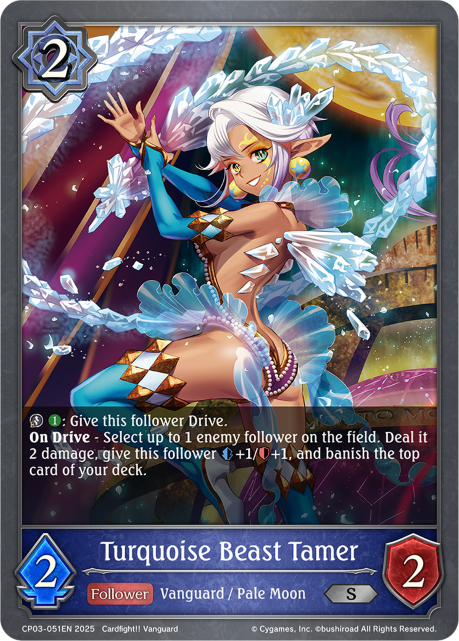 2
1 : Give this follower Drive.
On Drive - Select up to 1 enemy follower on the field. Deal it
2 damage, give this follower +1/+1, and banish the top
card of your deck.
Turquoise Beast Tamer
2
Follower Vanguard / Pale Moon S
2
CP03-051EN 2025 Cardfight!! Vanguard © Cygames, Inc. ©bushiroad All Rights Reserved.